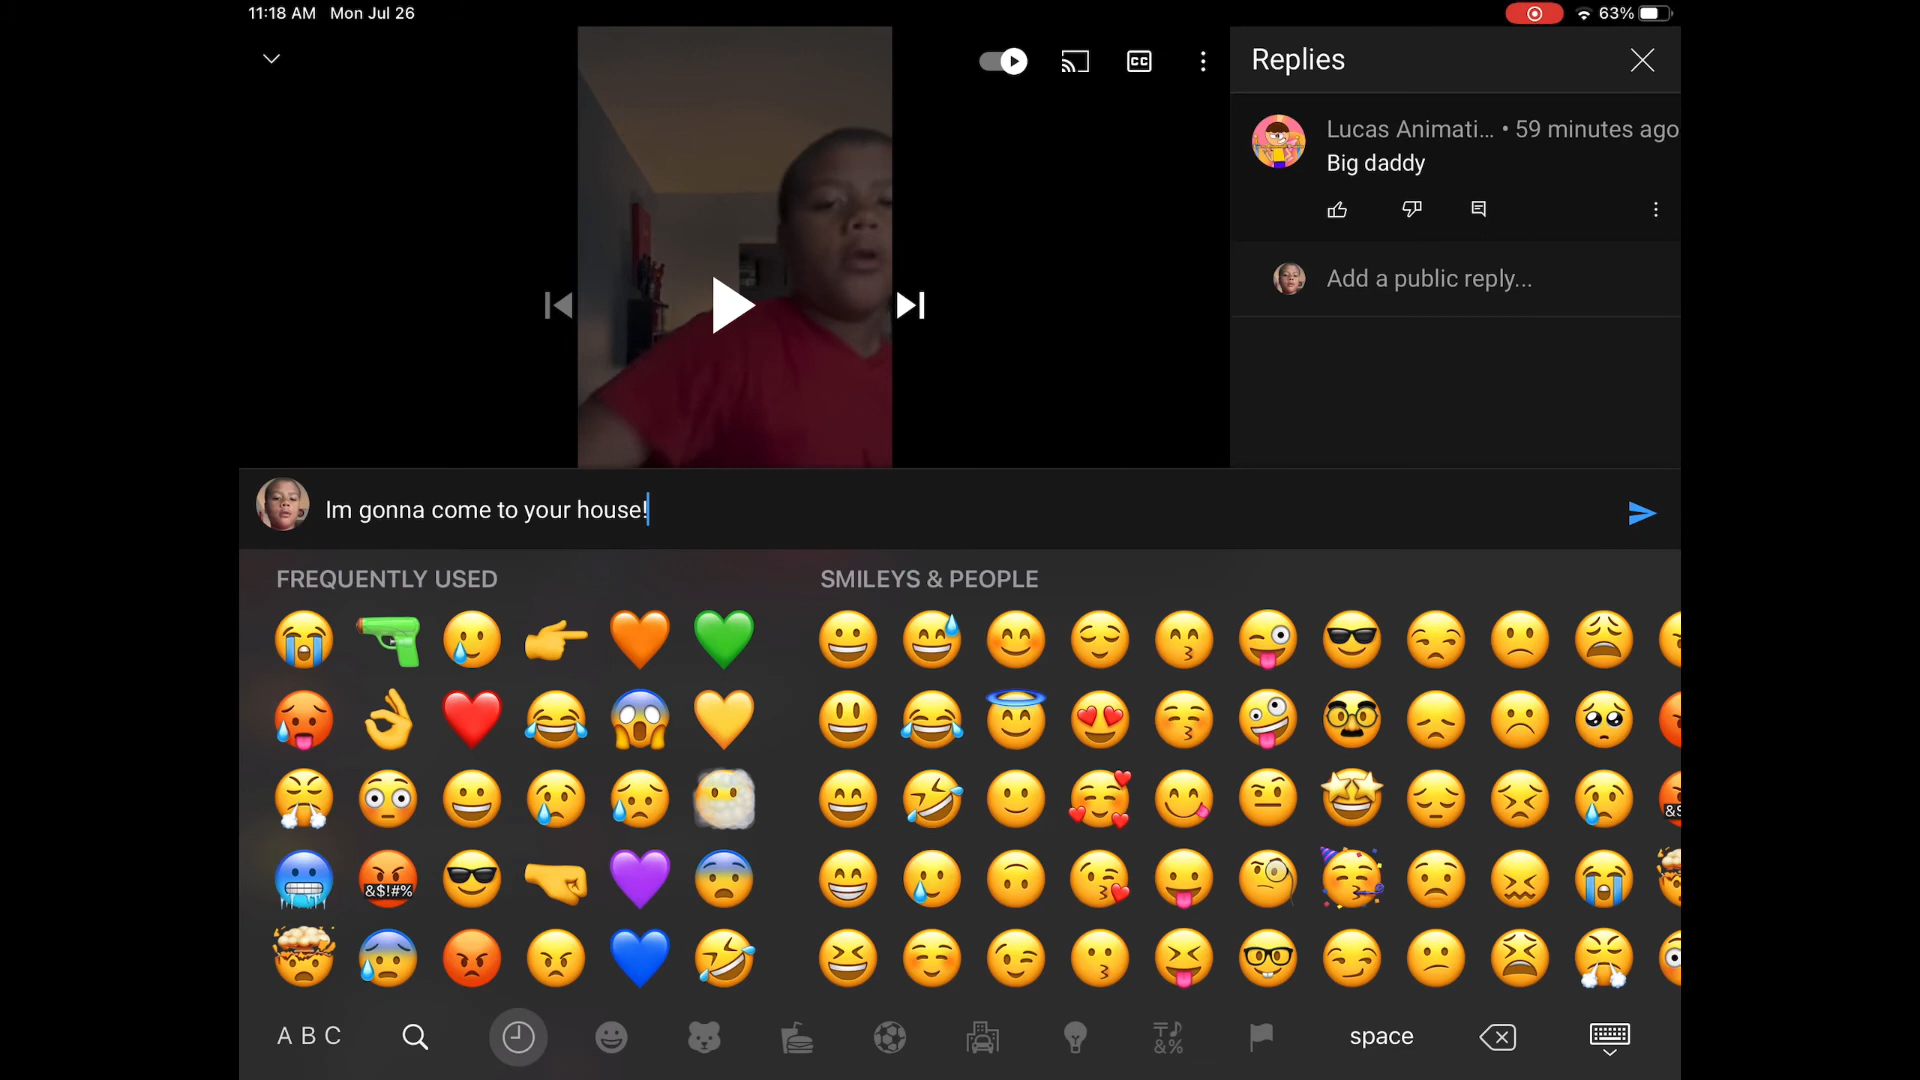 11:18 AM Mon Jul 26
63%
CC
Replies
Lucas Animati... • 59 minutes ago
Big daddy
Add a public reply...
Im gonna come to your house!
FREQUENTLY USED
SMILEYS & PEOPLE
&$!#%
A B C
&%
space